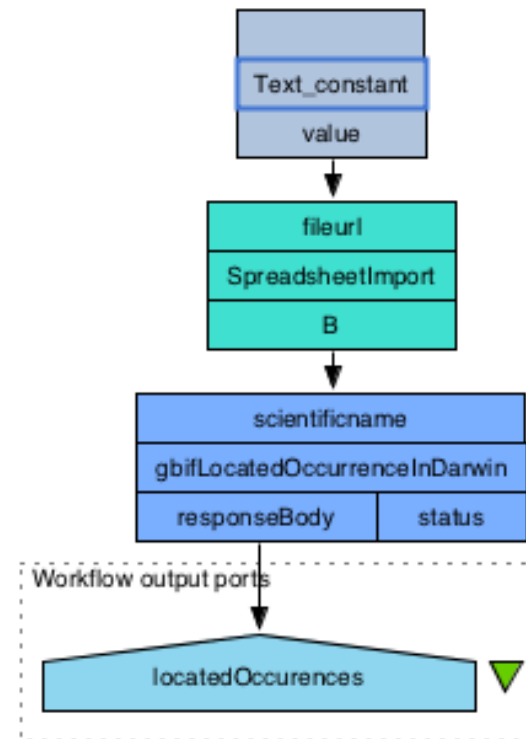 Text_constant
value
fileurl
SpreadsheetImport
B
scientificname
gbifLocatedOccurrenceInDarwin
responseBody status
Workflow output ports
locatedOccurences